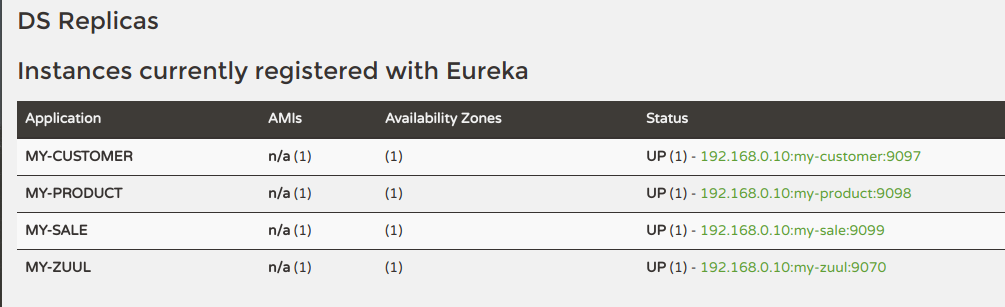 DS Replicas
Instances currently registered with Eureka
Application AMIs Availability Zones Status
MY-CUSTOMER n/a (1) (1) UP (1) - 192.168.0.10:my-customer:9097
MY-PRODUCT n/a (1) (1) UP (1) - 192.168.0.10:my-product:9098
MY-SALE n/a (1) (1) UP (1) - 192.168.0.10:my-sale:9099
MY-ZUUL n/a (1) (1) UP (1) - 192.168.0.10:my-zuul:9070